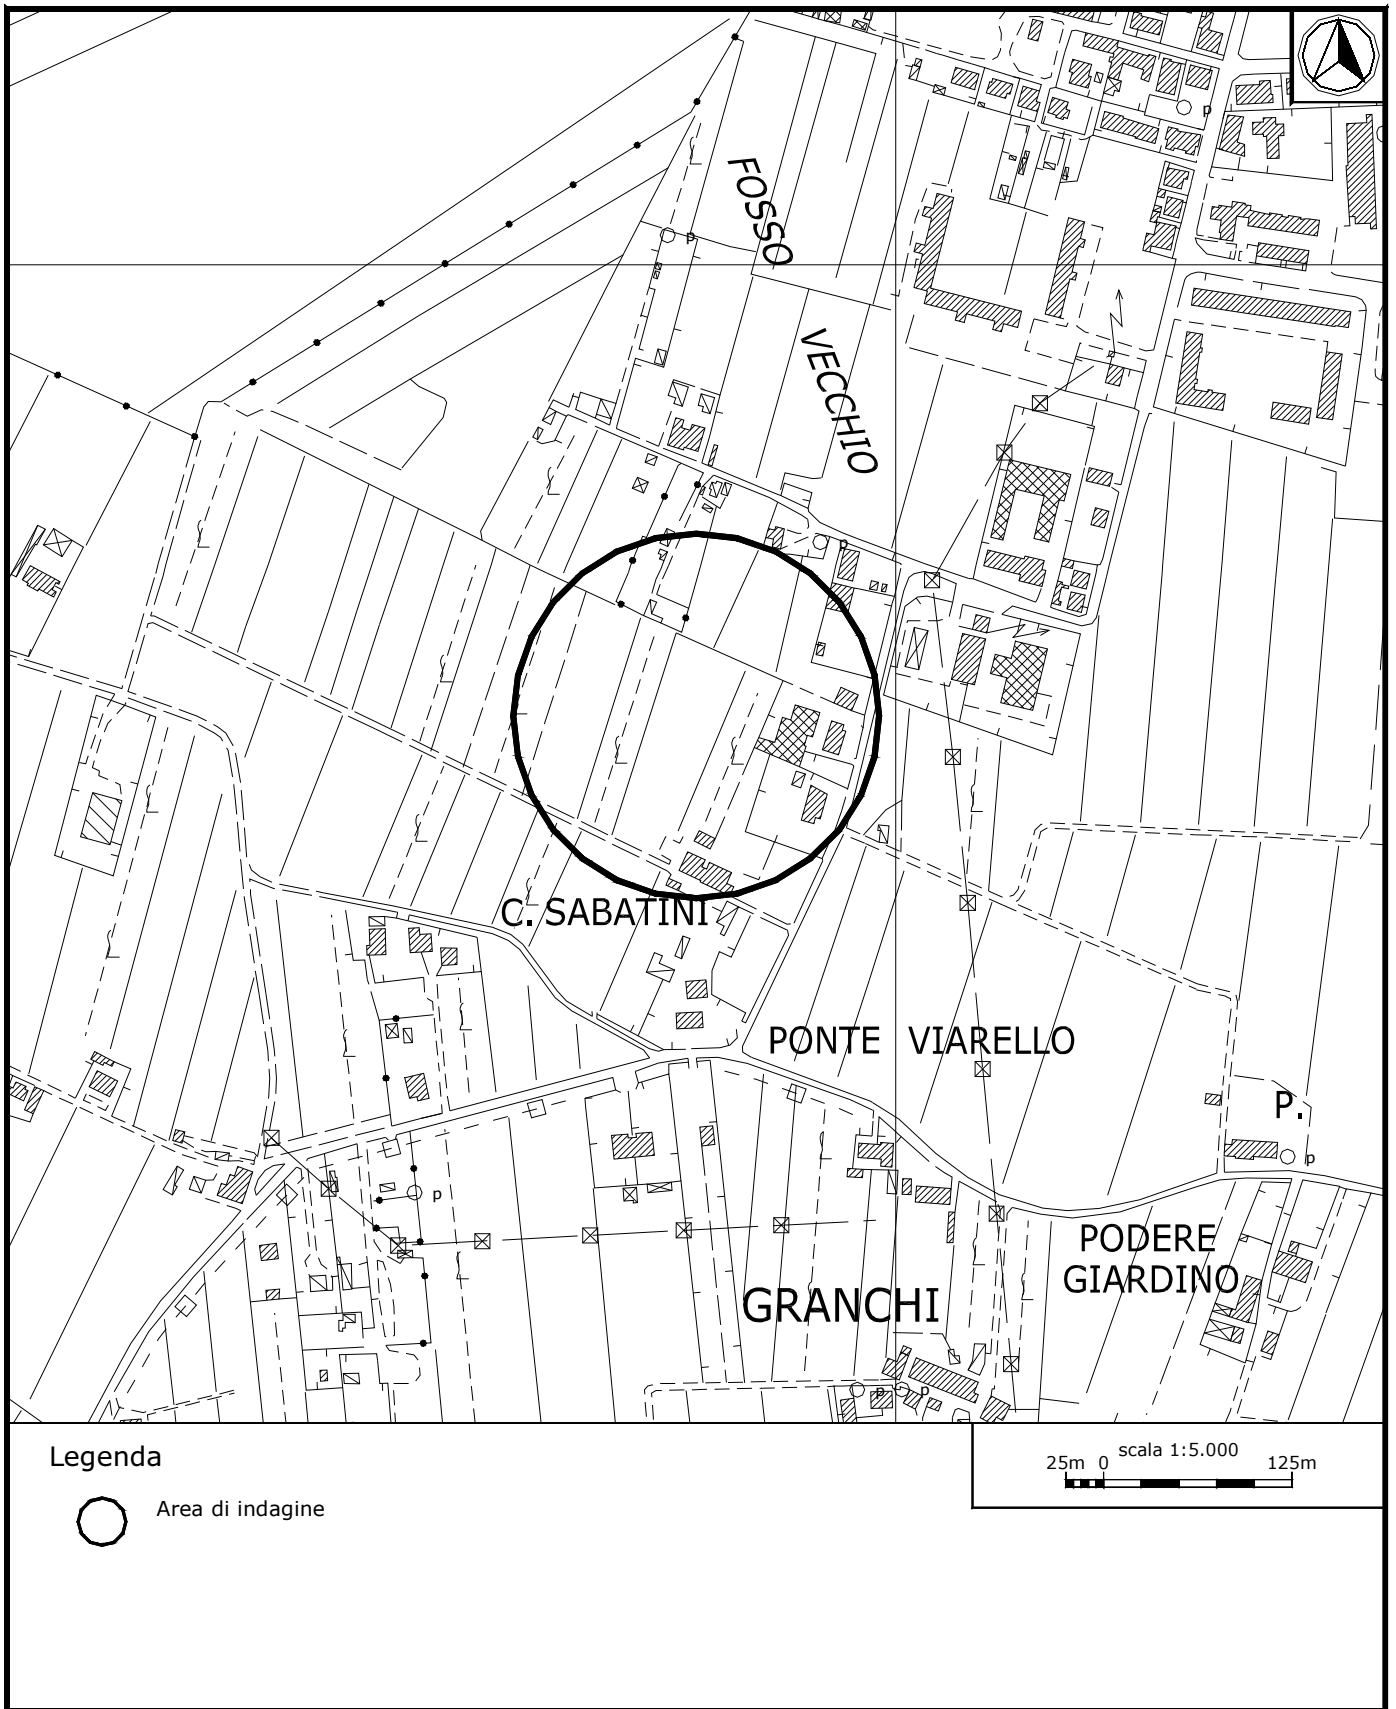 p
FOSSO
p
VECCHIO
p
C. SABATINI
PONTE VIARELLO
P.
p
p
PODERE
GIARDINO
GRANCHI
p
p
Legenda
Area di indagine
scala 1:5.000
25m 0 125m